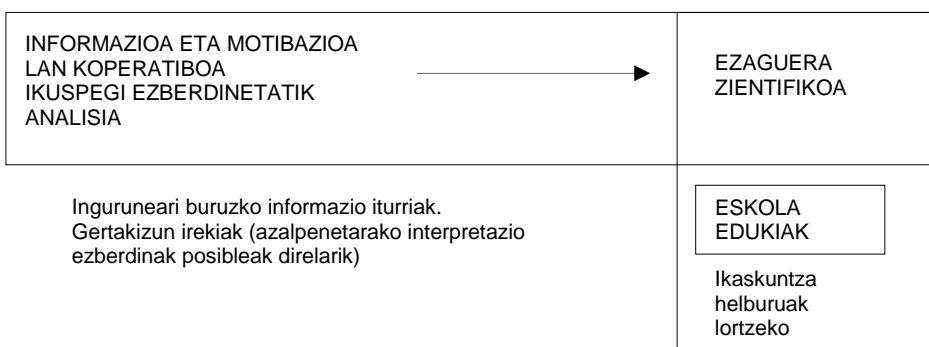 INFORMAZIOA ETA MOTIBAZIOA
LAN KOPERATIBOA
IKUSPEGI EZBERDINETATIK
ANALISIA
EZAGUERA
ZIENTIFIKOA
Inguruneari buruzko informazio iturriak.
Gertakizun irekiak (azalpenetarako interpretazio
ezberdinak posibleak direlarik)
ESKOLA
EDUKIAK
Ikaskuntza
helburuak
lortzeko